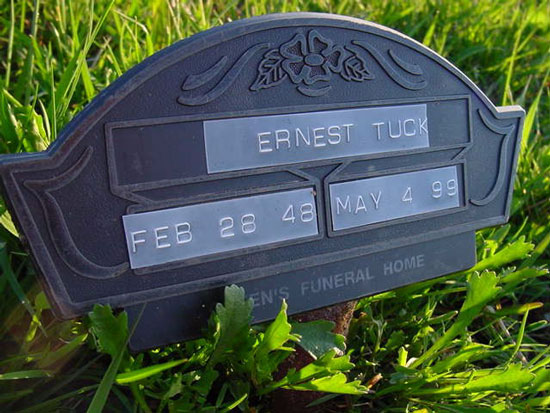 ERNEST TUCK
FEB 28 48 MAY 4 99
FUNERAL HOME